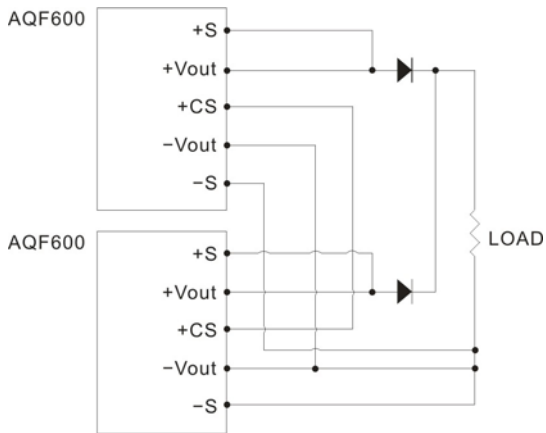 AQF600
+S
+Vout
+CS
−Vout
−S
AQF600
+S
+Vout
+CS
−Vout
−S
LOAD